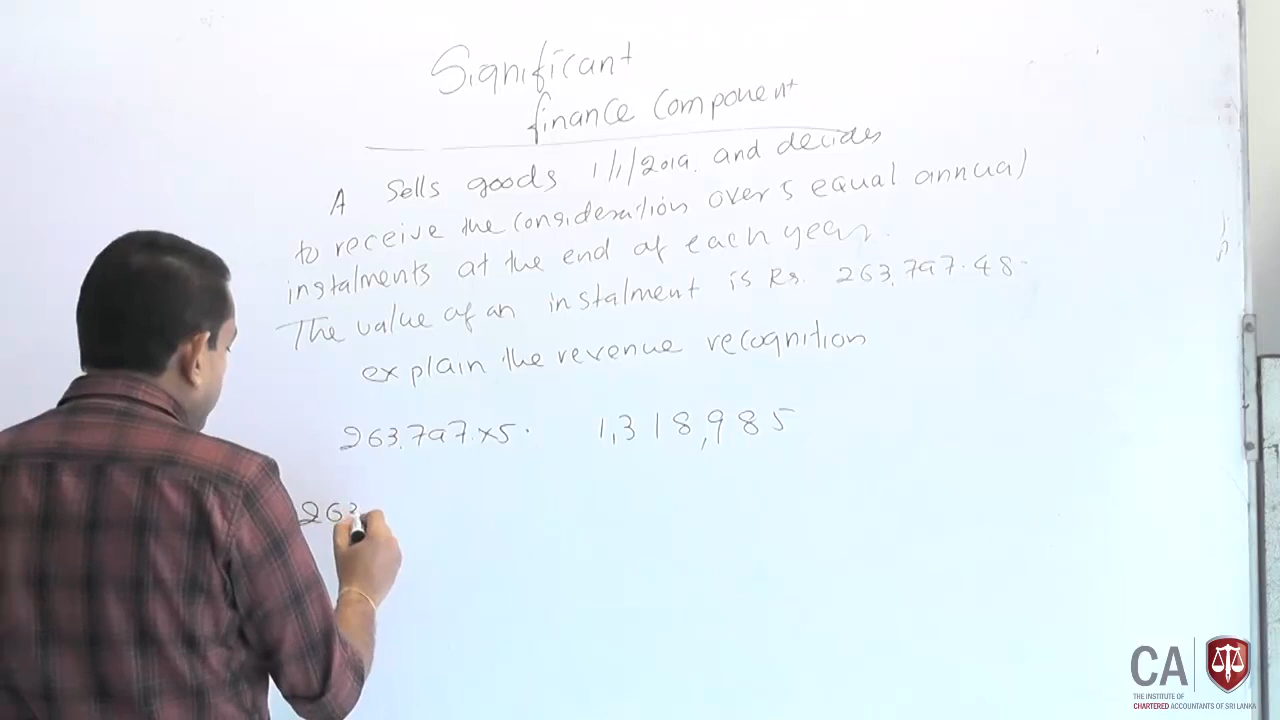 Significant
finance component
A sells goods 1/1/2019. and decides
to receive the consideration over 5 equal annual
instalments at the end of each year.
The value of an instalment is Rs. 263,797.48.
explain the revenue recognition
263,797.x5. 1,318,985
263
CA
THE INSTITUTE OF
CHARTERED ACCOUNTANTS OF SRI LANKA